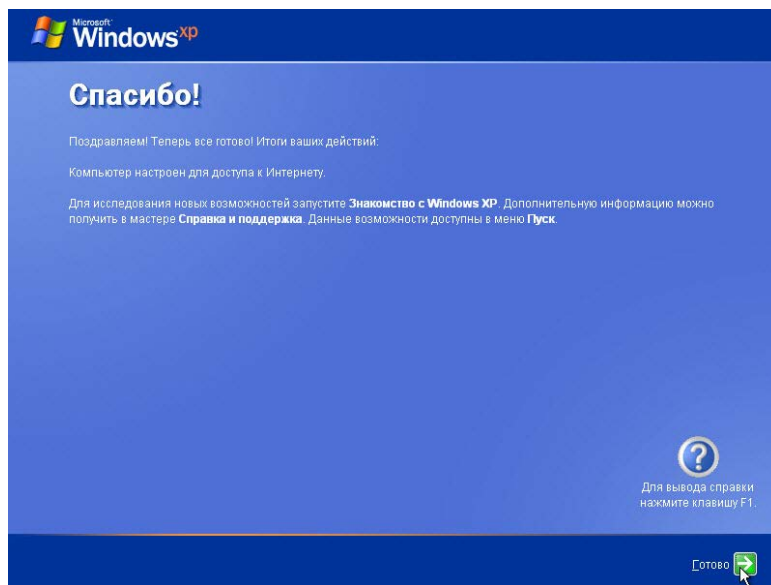 Microsoft
Windows xp
Спасибо!
Поздравляем! Теперь все готово! Итоги ваших действий:
Компьютер настроен для доступа к Интернету.
Для исследования новых возможностей запустите Знакомство с Windows XP. Дополнительную информацию можно
получить в мастере Справка и поддержка. Данные возможности доступны в меню Пуск.
?
Для вывода справки
нажмите клавишу F1.
Готово